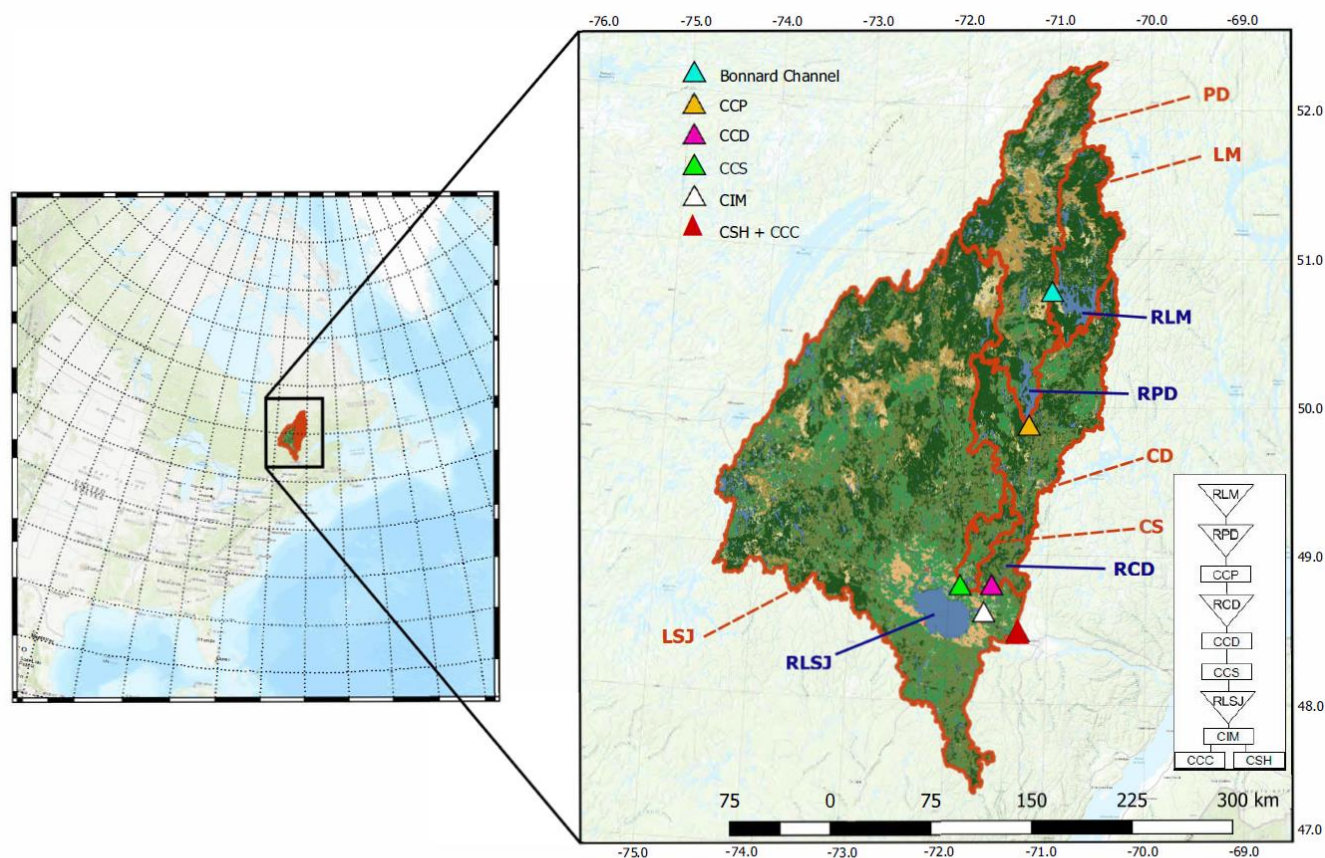 -76.0 -75.0 -74.0 -73.0 -72.0 -71.0 -70.0 -69.0
Bonnard Channel
CCP
CCD
CCS
CIM
CSH + CCC
PD
LM
RLM
RPD
CD
CS
RCD
LSJ
RLSJ
52.0
51.0
50.0
49.0
48.0
47.0
RLM
RPD
CCP
RCD
CCD
CCS
RLSJ
CIM
CCC CSH
75 0 75 150 225 300 km
-75.0 -74.0 -73.0 -72.0 -71.0 -70.0 -69.0
UNITED
STATES